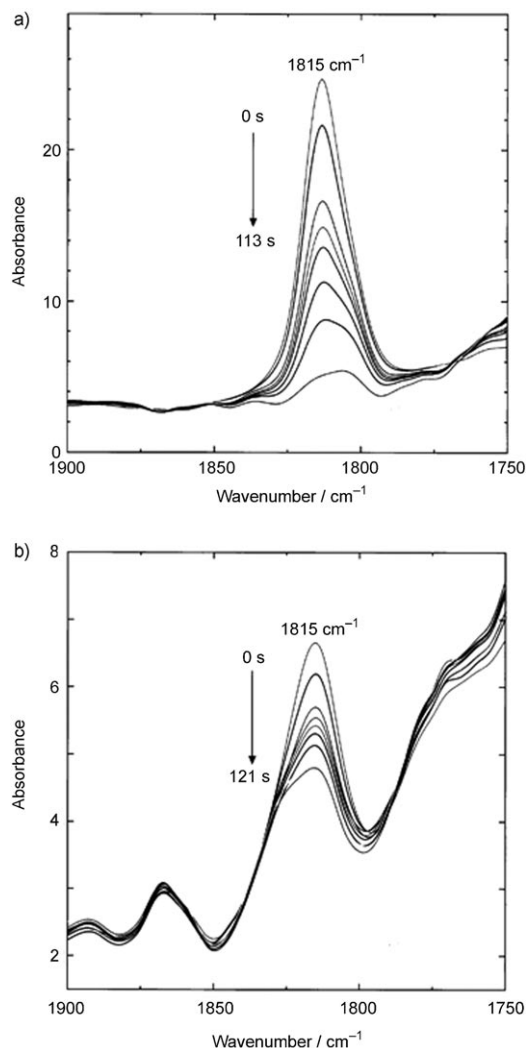 a)
1815 cm⁻¹
0 s
20
113 s
Absorbance
10
0
1900
1850
1800
1750
Wavenumber / cm⁻¹
b)
8
1815 cm⁻¹
0 s
6
121 s
Absorbance
4
2
1900
1850
1800
1750
Wavenumber / cm⁻¹